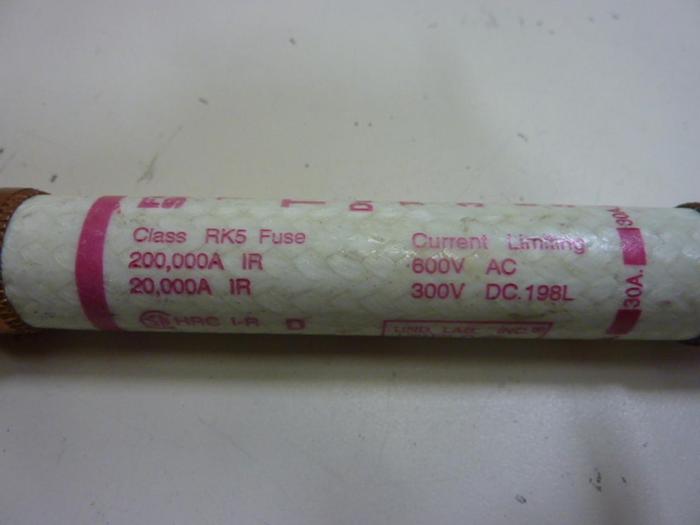 Class RK5 Fuse Current Limiting
200,000A IR 600V AC
20,000A IR 300V DC.198L
HRC I-R D UND. LAB. INC.®
30A.
30A